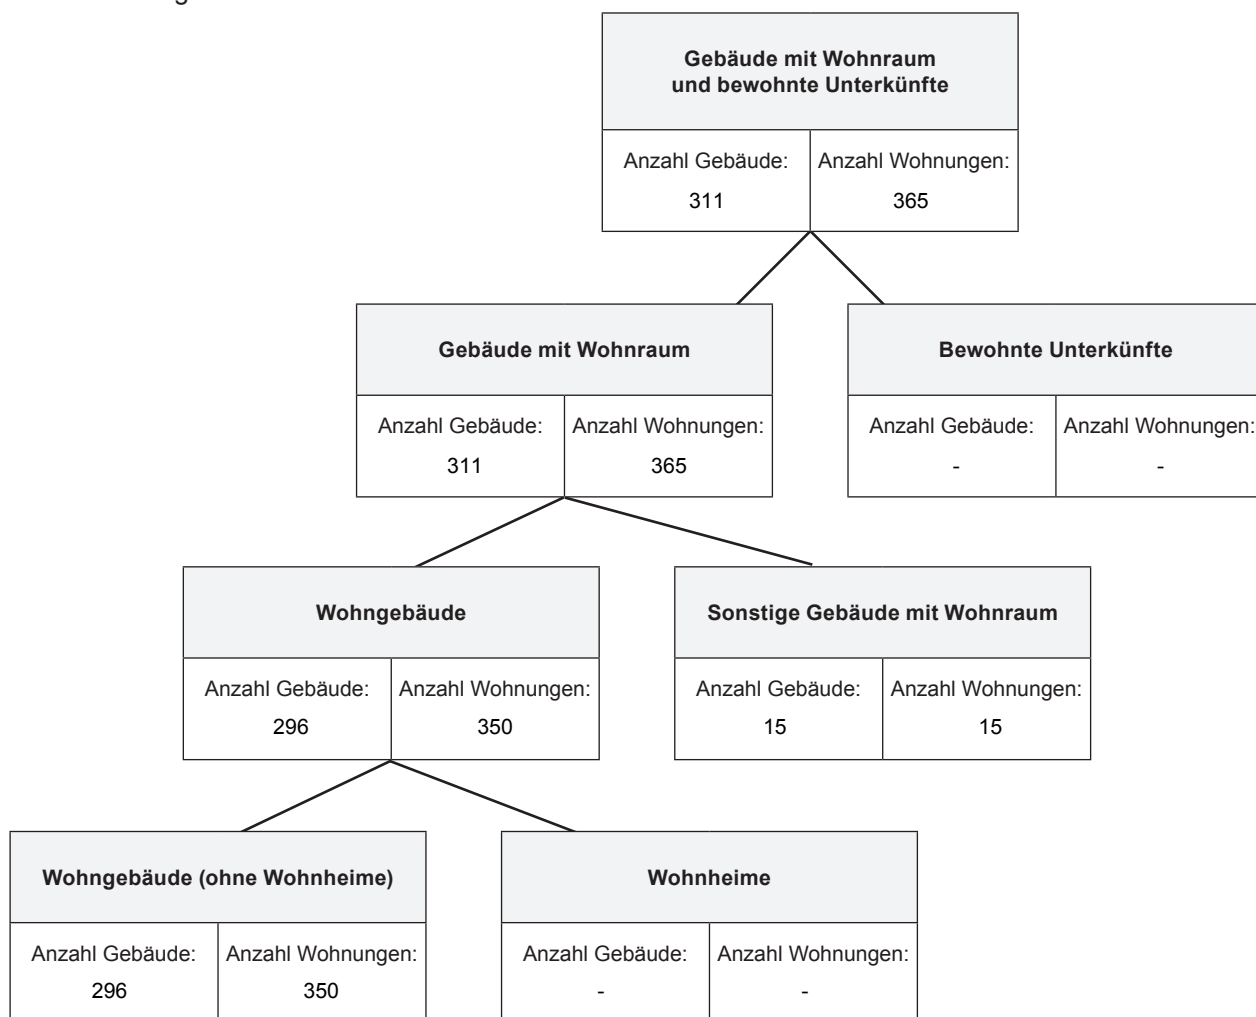 Gebäude mit Wohnraum
und bewohnte Unterkünfte
Anzahl Gebäude: Anzahl Wohnungen:
311 365
Gebäude mit Wohnraum
Anzahl Gebäude: Anzahl Wohnungen:
311 365
Bewohnte Unterkünfte
Anzahl Gebäude: Anzahl Wohnungen:
- -
Wohngebäude
Anzahl Gebäude: Anzahl Wohnungen:
296 350
Sonstige Gebäude mit Wohnraum
Anzahl Gebäude: Anzahl Wohnungen:
15 15
Wohngebäude (ohne Wohnheime)
Anzahl Gebäude: Anzahl Wohnungen:
296 350
Wohnheime
Anzahl Gebäude: Anzahl Wohnungen:
- -